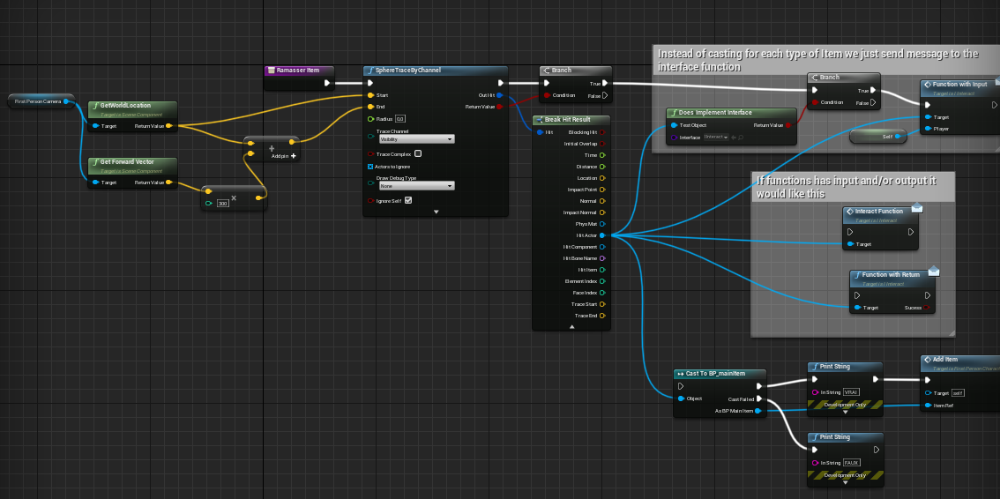 Instead of casting for each type of Item we just send message to the
interface function
Ramasser Item
SphereTraceByChannel
Start
End
Radius 0.0
Trace Channel
Visibility
Trace Complex
Actors to Ignore
Draw Debug Type
None
Ignore Self
Out Hit
Return Value
Branch
Condition
True
False
First Person Camera
GetWorldLocation
Target is Scene Component
Target
Return Value
Get Forward Vector
Target is Scene Component
Target
Return Value
+
Add pin +
×
300
Break Hit Result
Hit
Blocking Hit
Initial Overlap
Time
Distance
Location
Impact Point
Normal
Impact Normal
Phys Mat
Hit Actor
Hit Component
Hit Bone Name
Hit Item
Element Index
Face Index
Trace Start
Trace End
Does Implement Interface
Test Object
Interface
Return Value
Branch
Condition
True
False
Self
Function with Input
Target is I Interact
Target
Player
If functions has input and/or output it
would like this
Interact Function
Target is I Interact
Target
Function with Return
Target is I Interact
Target
Sucess
Cast To BP_mainItem
Object
Cast Failed
As BP Main Item
Print String
In String VRAI
Development Only
Print String
In String FAUX
Development Only
Add Item
Target self
Item Ref